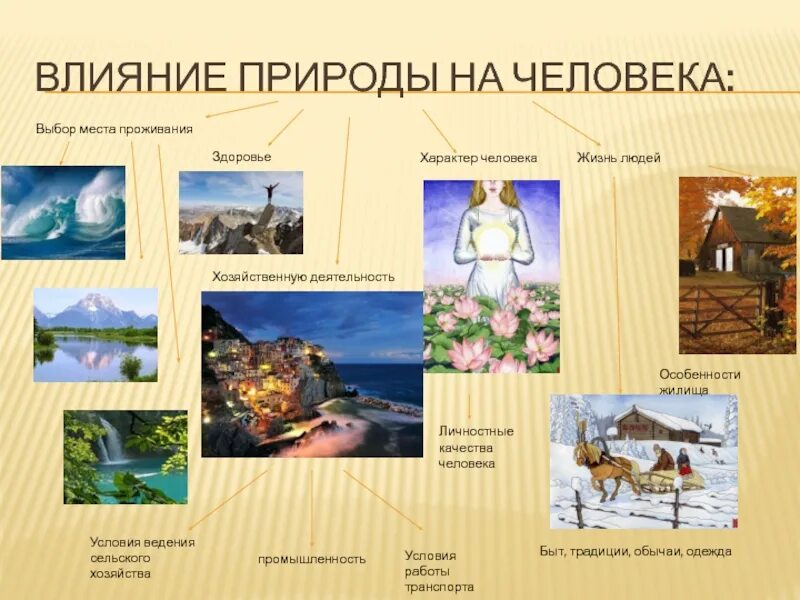 ВЛИЯНИЕ ПРИРОДЫ НА ЧЕЛОВЕКА:
Выбор места проживания
Здоровье
Характер человека
Жизнь людей
Хозяйственную деятельность
Особенности
жилища
Личностные
качества
человека
Условия ведения
сельского
хозяйства
промышленность
Условия
работы
транспорта
Быт, традиции, обычаи, одежда